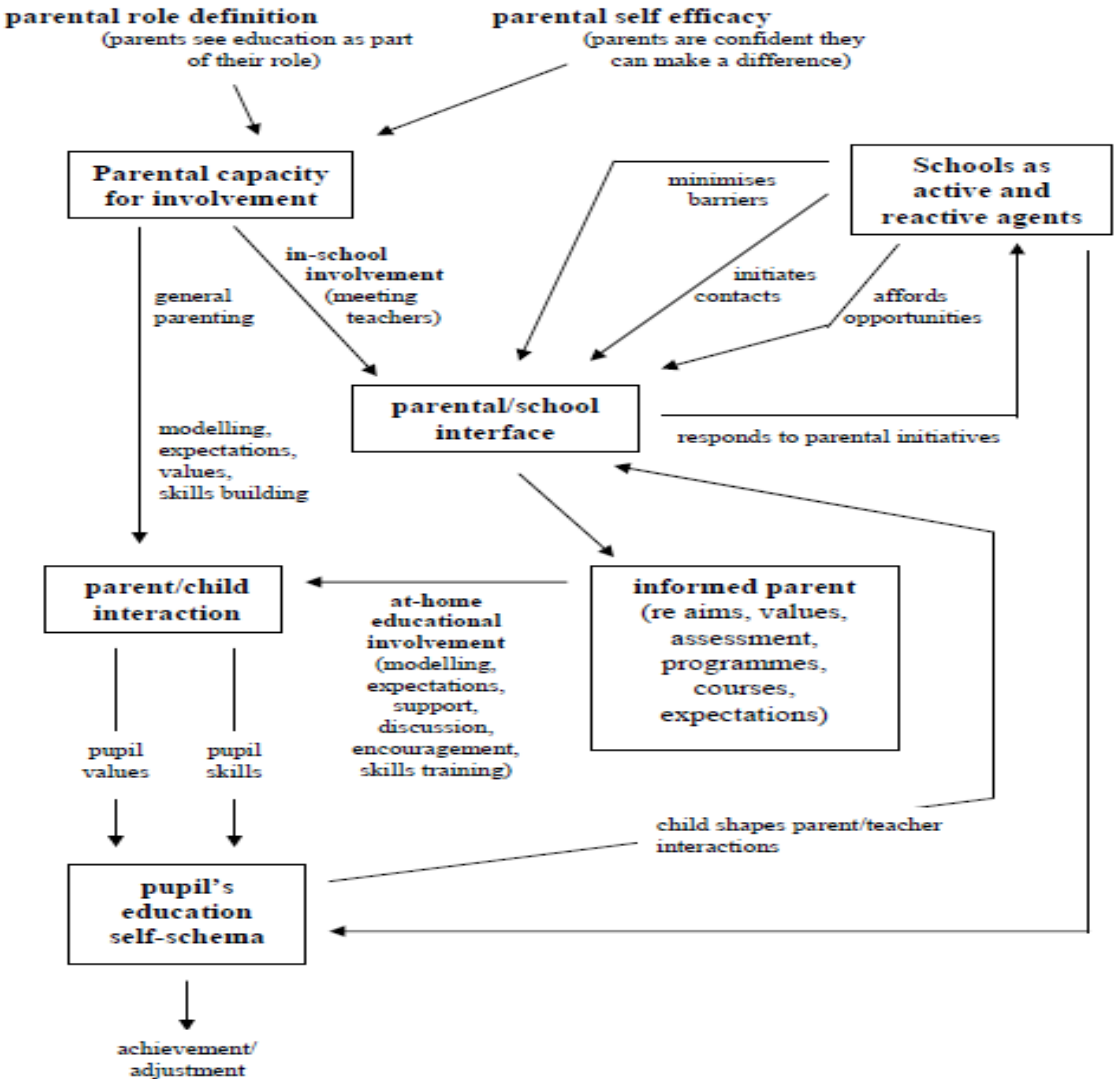 parental role definition
(parents see education as part
of their role)
parental self efficacy
(parents are confident they
can make a difference)
Parental capacity
for involvement
Schools as
active and
reactive agents
minimises
barriers
in-school
involvement
(meeting
teachers)
general
parenting
initiates
contacts
affords
opportunities
parental/school
interface
responds to parental initiatives
modelling,
expectations,
values,
skills building
parent/child
interaction
at-home
educational
involvement
(modelling,
expectations,
support,
discussion,
encouragement,
skills training)
informed parent
(re aims, values,
assessment,
programmes,
courses,
expectations)
pupil
values
pupil
skills
child shapes parent/teacher
interactions
pupil's
education
self-schema
achievement/
adjustment